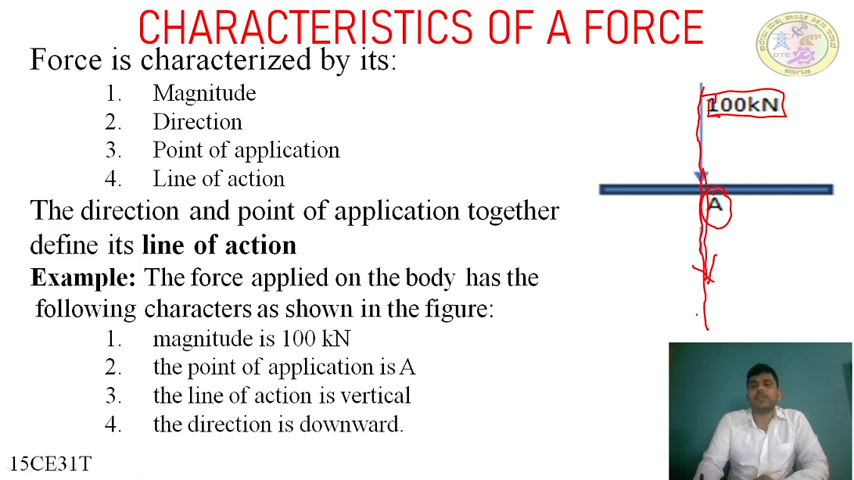 CHARACTERISTICS OF A FORCE
Force is characterized by its:
1. Magnitude
2. Direction
3. Point of application
4. Line of action
The direction and point of application together
define its line of action
Example: The force applied on the body has the
following characters as shown in the figure:
1. magnitude is 100 kN
2. the point of application is A
3. the line of action is vertical
4. the direction is downward.
15CE31T
100kN
A
DTE